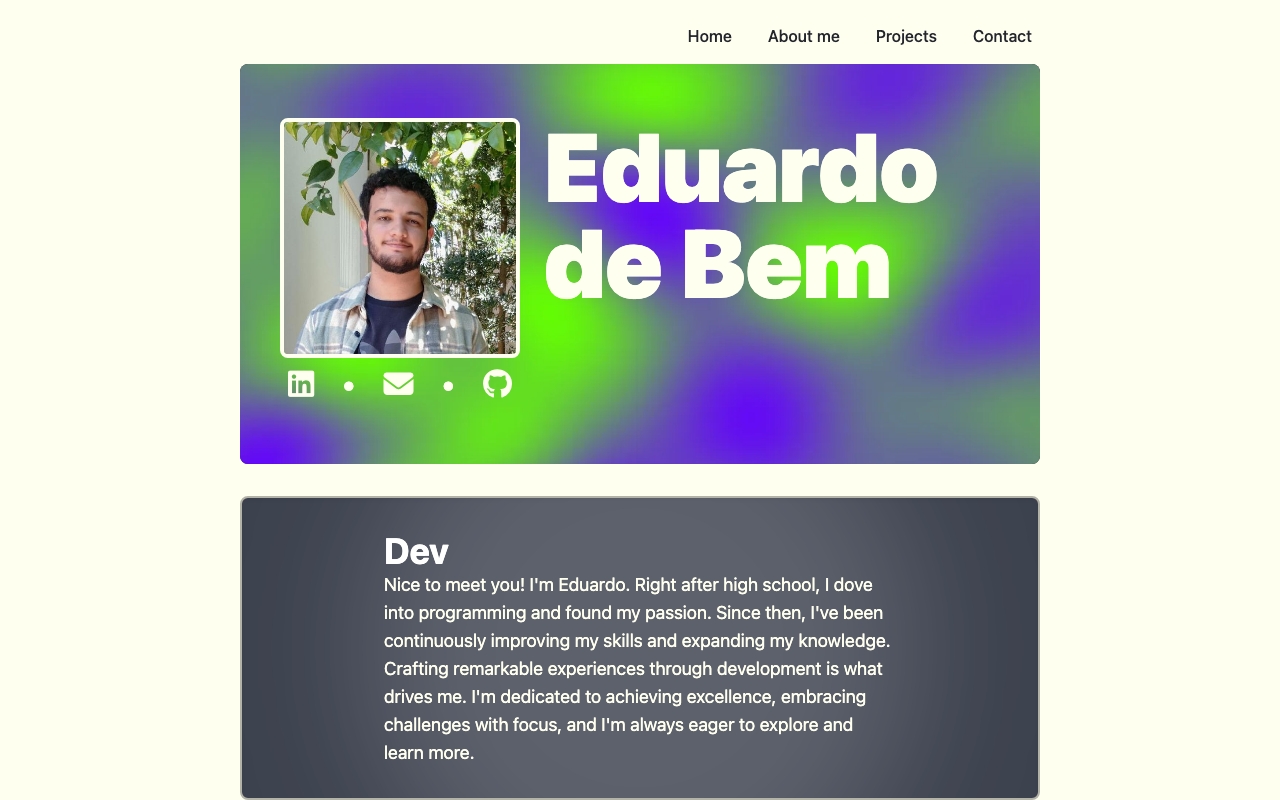 Home About me Projects Contact
Eduardo
de Bem
in
Dev
Nice to meet you! I'm Eduardo. Right after high school, I dove
into programming and found my passion. Since then, I've been
continuously improving my skills and expanding my knowledge.
Crafting remarkable experiences through development is what
drives me. I'm dedicated to achieving excellence, embracing
challenges with focus, and I'm always eager to explore and
learn more.